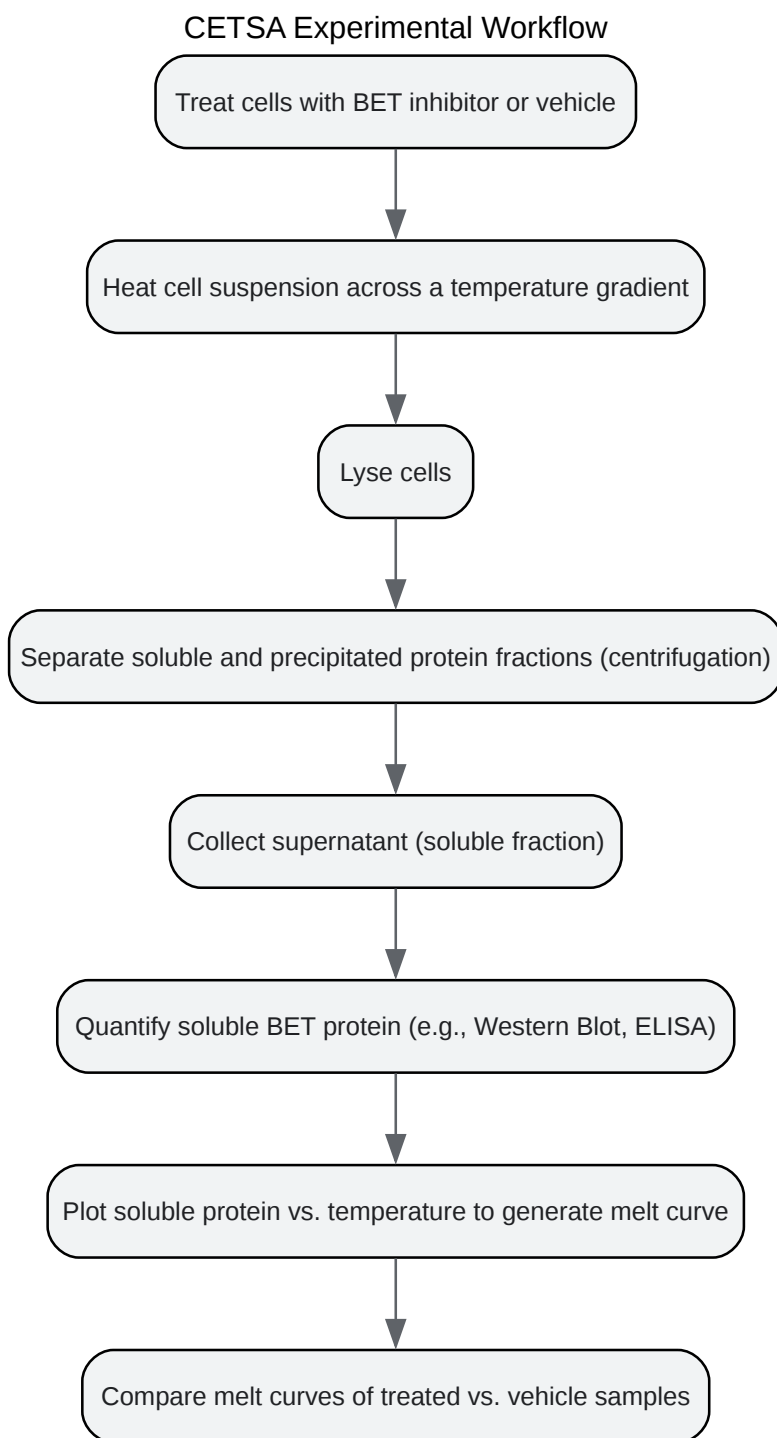 CETSA Experimental Workflow
Treat cells with BET inhibitor or vehicle
Heat cell suspension across a temperature gradient
Lyse cells
Separate soluble and precipitated protein fractions (centrifugation)
Collect supernatant (soluble fraction)
Quantify soluble BET protein (e.g., Western Blot, ELISA)
Plot soluble protein vs. temperature to generate melt curve
Compare melt curves of treated vs. vehicle samples